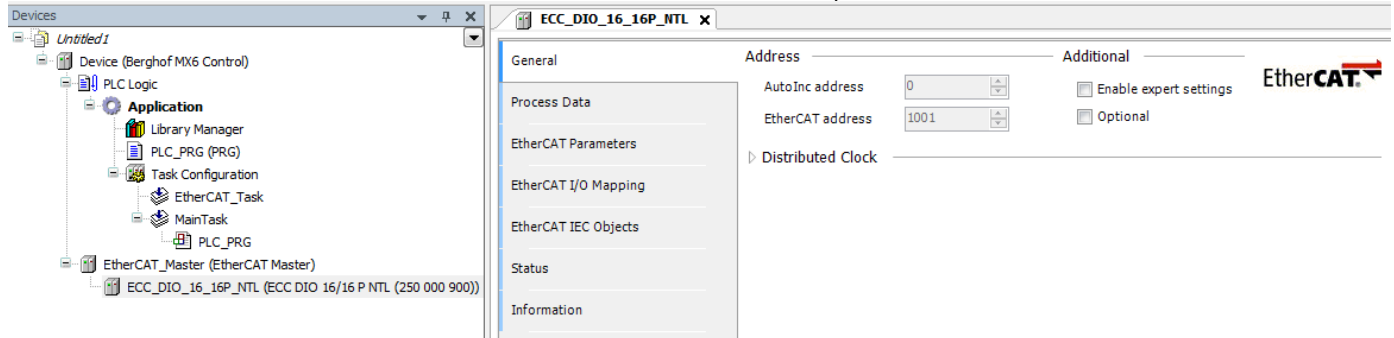 Devices
Untitled1
Device (Berghof MX6 Control)
PLC Logic
Application
Library Manager
PLC_PRG (PRG)
Task Configuration
EtherCAT_Task
MainTask
PLC_PRG
EtherCAT_Master (EtherCAT Master)
ECC_DIO_16_16P_NTL (ECC DIO 16/16 P NTL (250 000 900))
ECC_DIO_16_16P_NTL
General
Process Data
EtherCAT Parameters
EtherCAT I/O Mapping
EtherCAT IEC Objects
Status
Information
Address
AutoInc address 0
EtherCAT address 1001
Distributed Clock
Additional
Enable expert settings
Optional
EtherCAT.